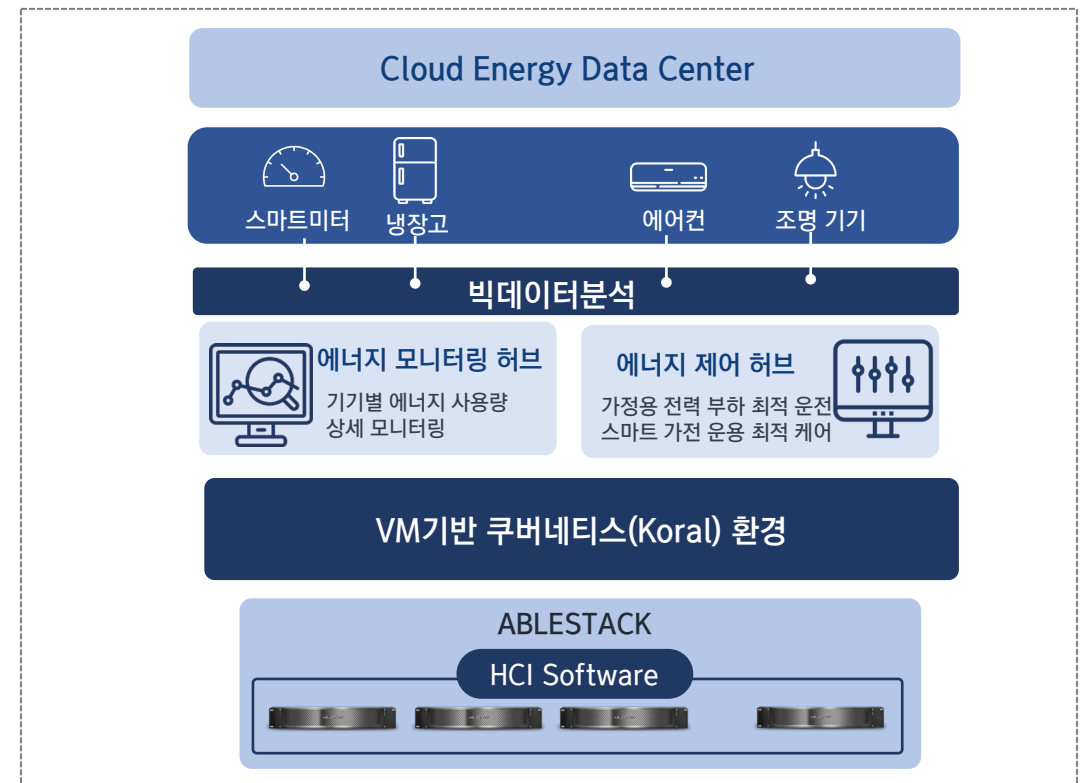 Cloud Energy Data Center
스마트미터
냉장고
에어컨
조명 기기
빅데이터분석
에너지 모니터링 허브
기기별 에너지 사용량
상세 모니터링
에너지 제어 허브
가정용 전력 부하 최적 운전
스마트 가전 운용 최적 케어
VM기반 쿠버네티스(Koral) 환경
ABLESTACK
HCI Software